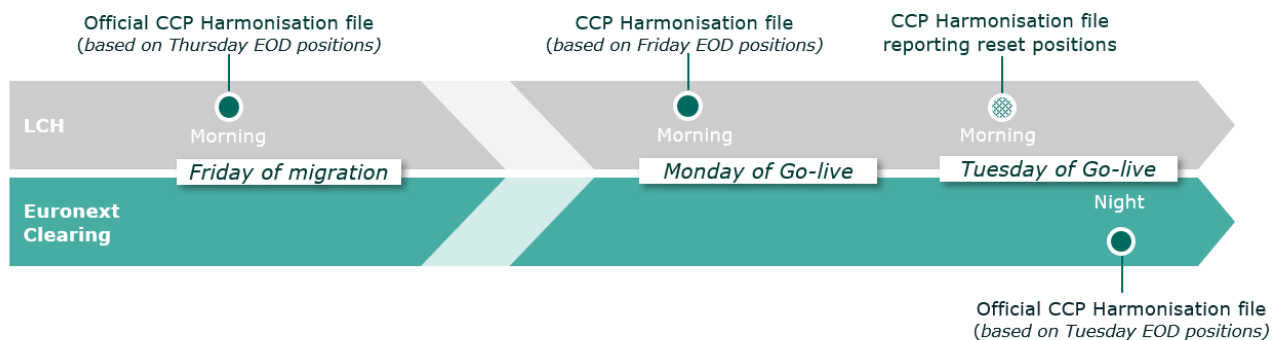 Official CCP Harmonisation file
(based on Thursday EOD positions)
CCP Harmonisation file
(based on Friday EOD positions)
CCP Harmonisation file
reporting reset positions
LCH
Morning
Morning
Morning
Friday of migration
Monday of Go-live
Tuesday of Go-live
Euronext
Clearing
Night
Official CCP Harmonisation file
(based on Tuesday EOD positions)